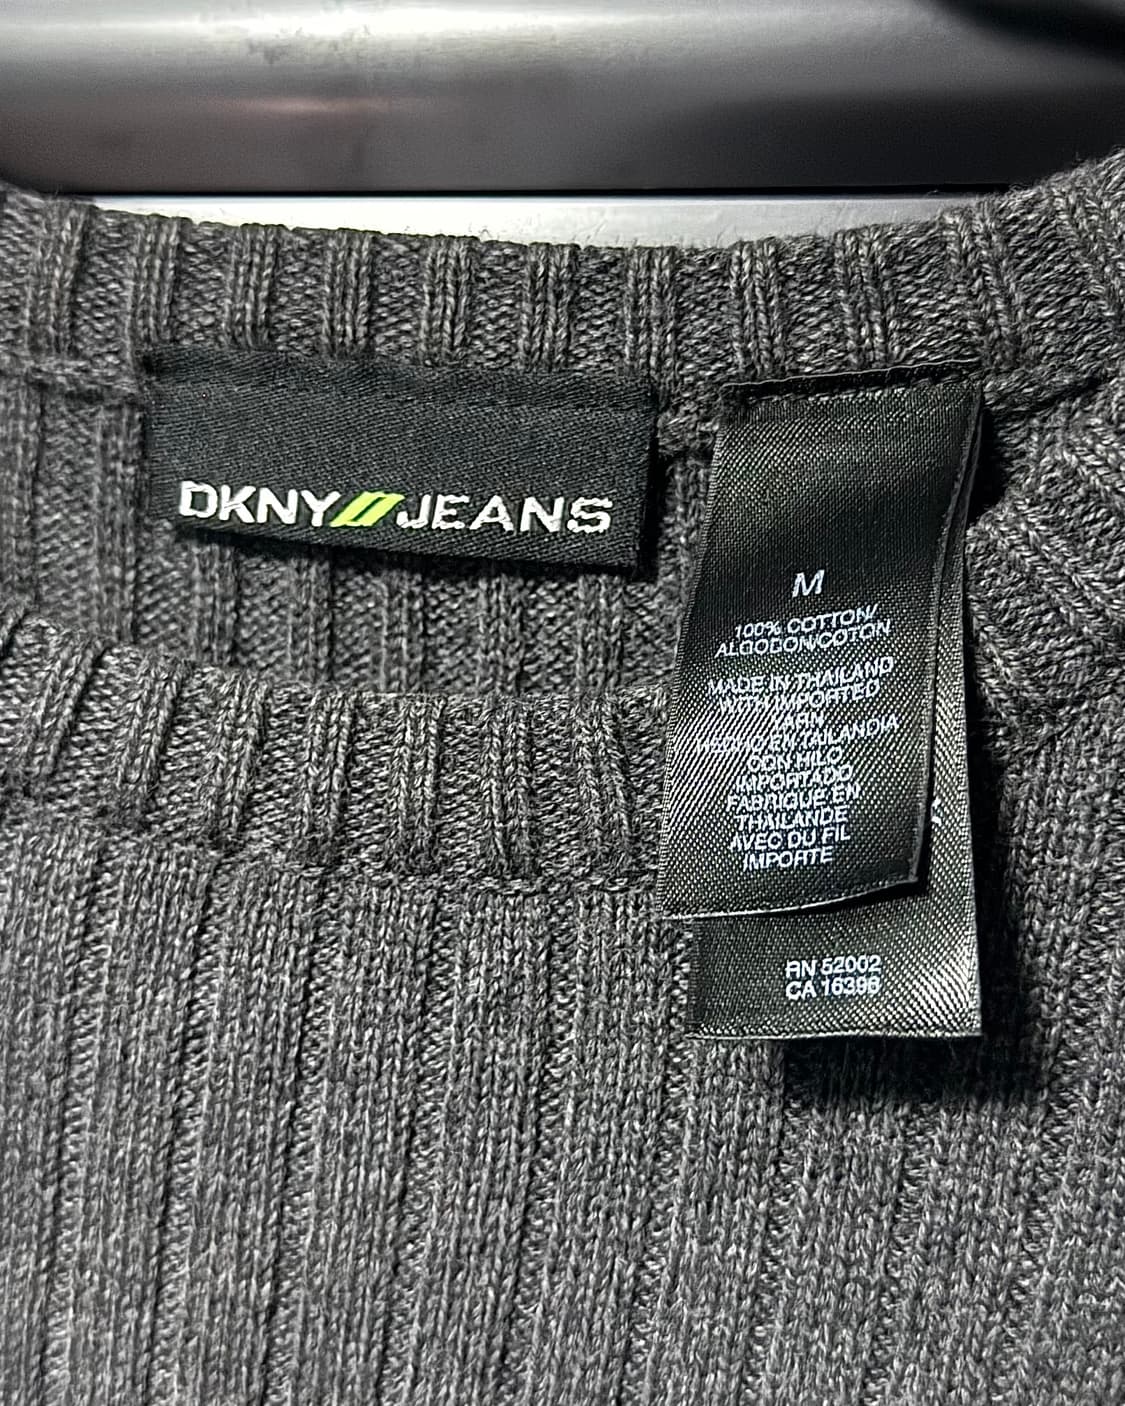 DKNY JEANS
M
100% COTTON/
ALGODON/COTON
MADE IN THAILAND
WITH IMPORTED
YARN
HECHO EN TAILANDIA
CON HILO
IMPORTADO
FABRIQUE EN
THAILANDE
AVEC DU FIL
IMPORTE
RN 52002
CA 16396